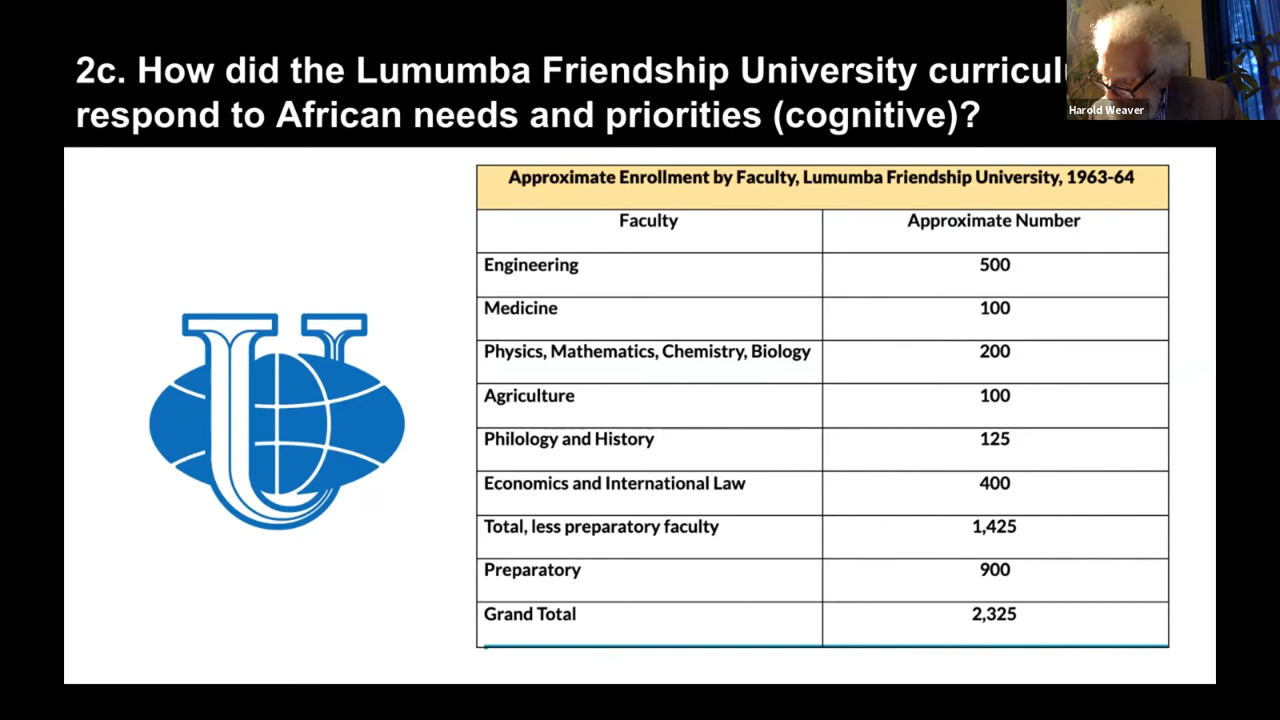 2c. How did the Lumumba Friendship University
respond to African needs and priorities (cognitive)?
Harold Weaver
Approximate Enrollment by Faculty, Lumumba Friendship University, 1963-64
Faculty Approximate Number
Engineering 500
Medicine 100
Physics, Mathematics, Chemistry, Biology 200
Agriculture 100
Philology and History 125
Economics and International Law 400
Total, less preparatory faculty 1,425
Preparatory 900
Grand Total 2,325